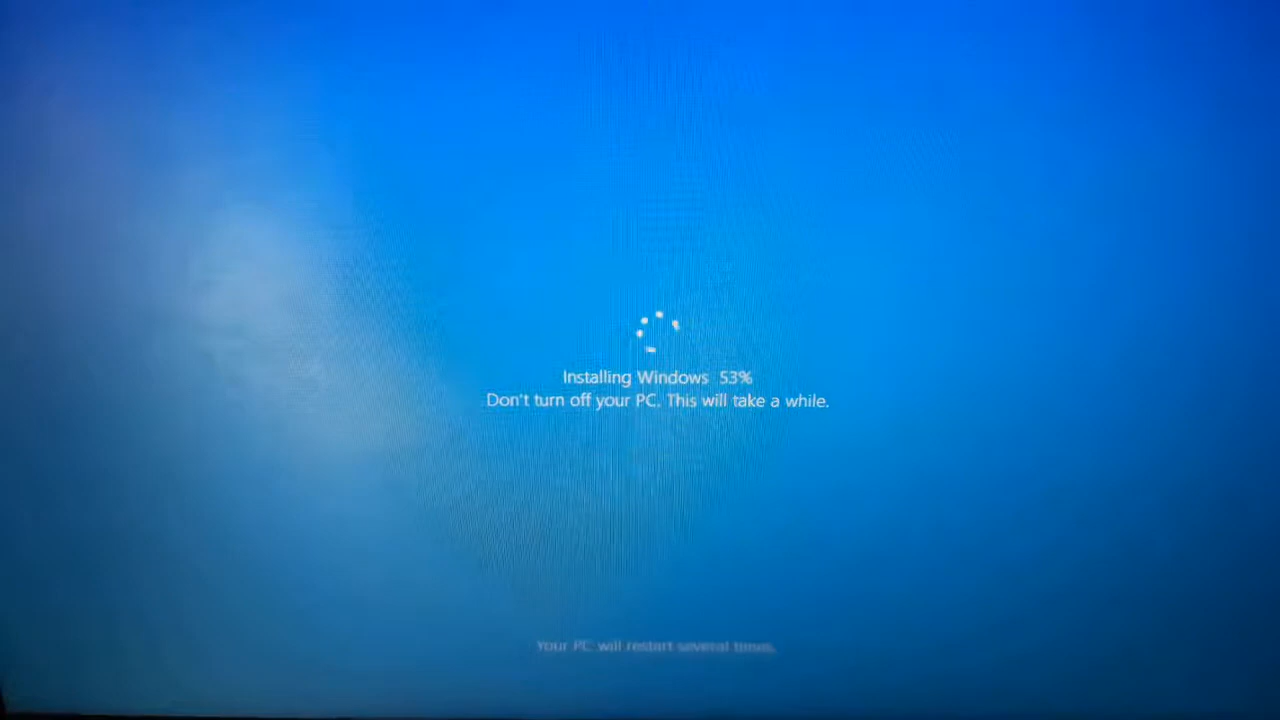 Installing Windows  53%
Don't turn off your PC. This will take a while.
Your PC will restart several times.